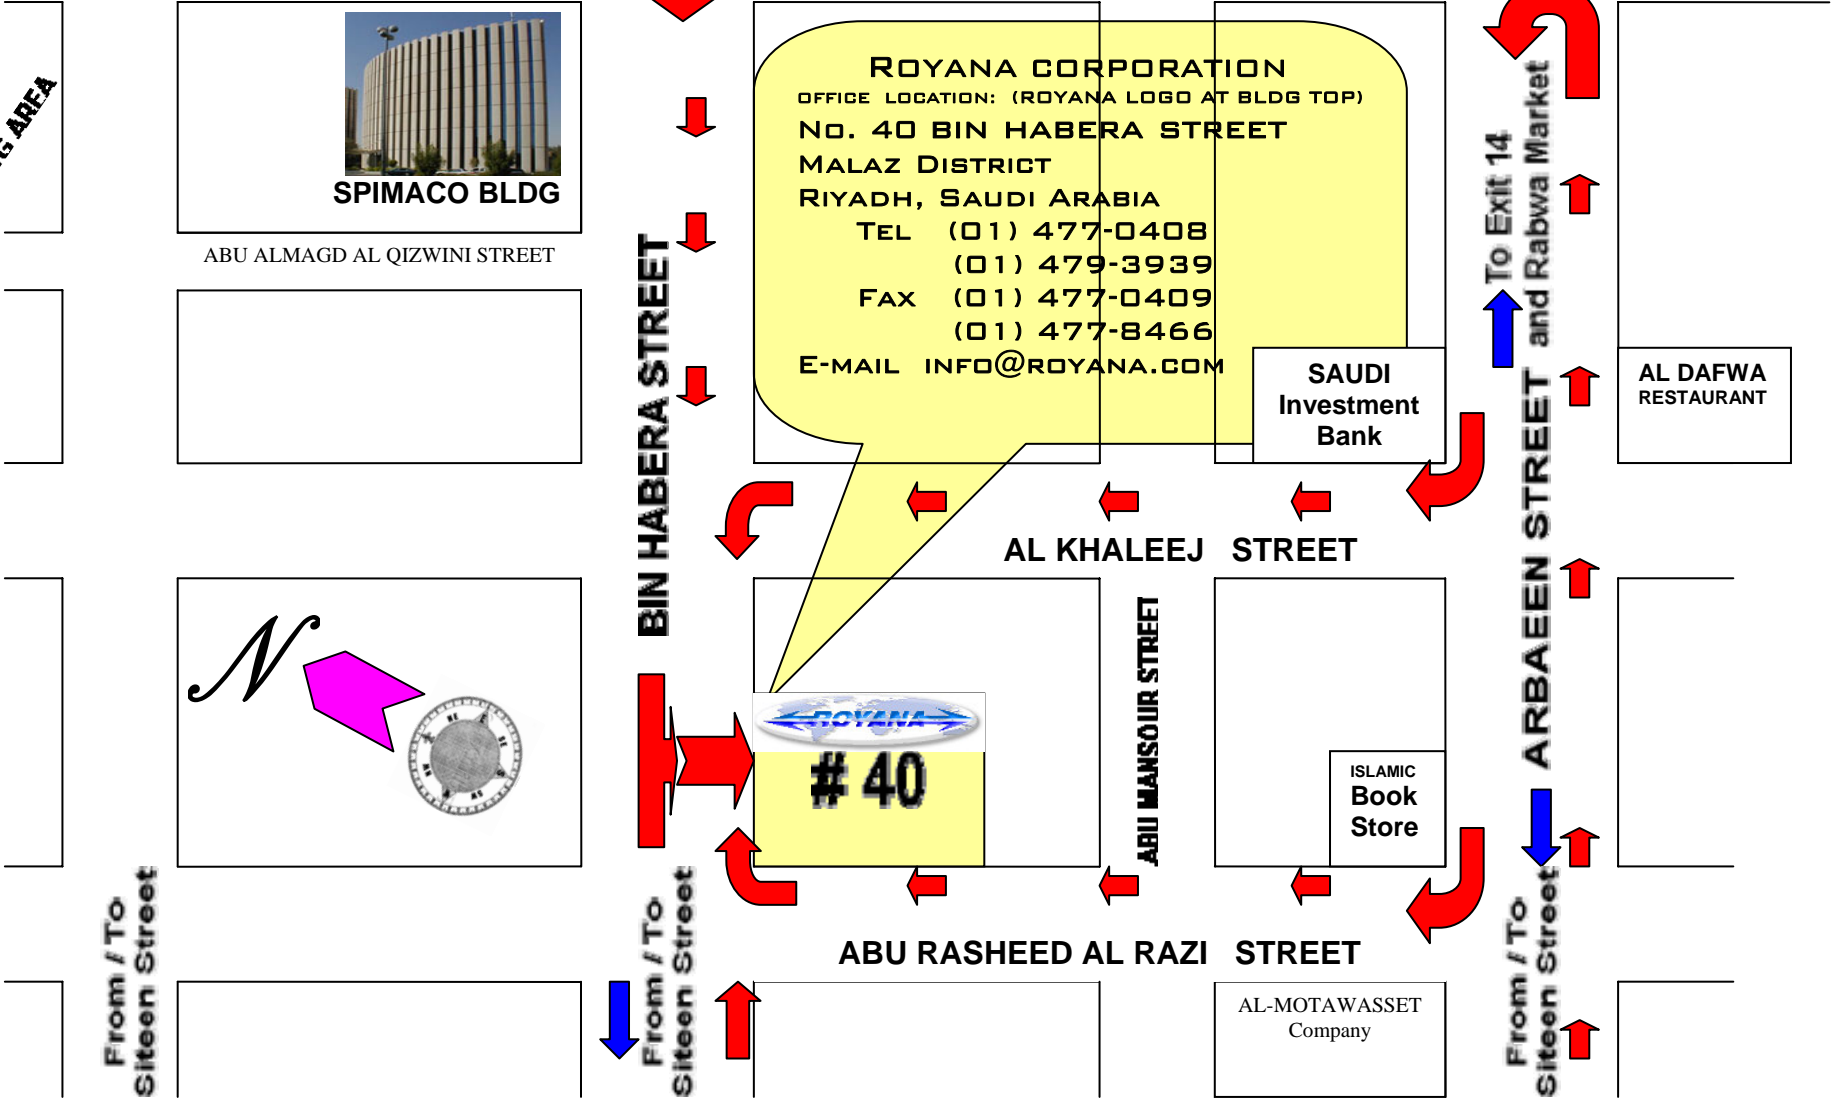 G AREA
SPIMACO BLDG
ABU ALMAGD AL QIZWINI STREET
BIN HABERA STREET
ROYANA CORPORATION
OFFICE LOCATION: (ROYANA LOGO AT BLDG TOP)
No. 40 BIN HABERA STREET
MALAZ DISTRICT
RIYADH, SAUDI ARABIA
TEL (01) 477-0408
(01) 479-3939
FAX (01) 477-0409
(01) 477-8466
E-MAIL INFO@ROYANA.COM
To Exit 14
and Rabwa Market
SAUDI
Investment
Bank
AL DAFWA
RESTAURANT
ARBAEEN STREET
AL KHALEEJ STREET
N
ROYANA
# 40
ABU MANSOUR STREET
ISLAMIC
Book
Store
ABU RASHEED AL RAZI STREET
From / To
Siteen Street
From / To
Siteen Street
AL-MOTAWASSET
Company
From / To
Siteen Street